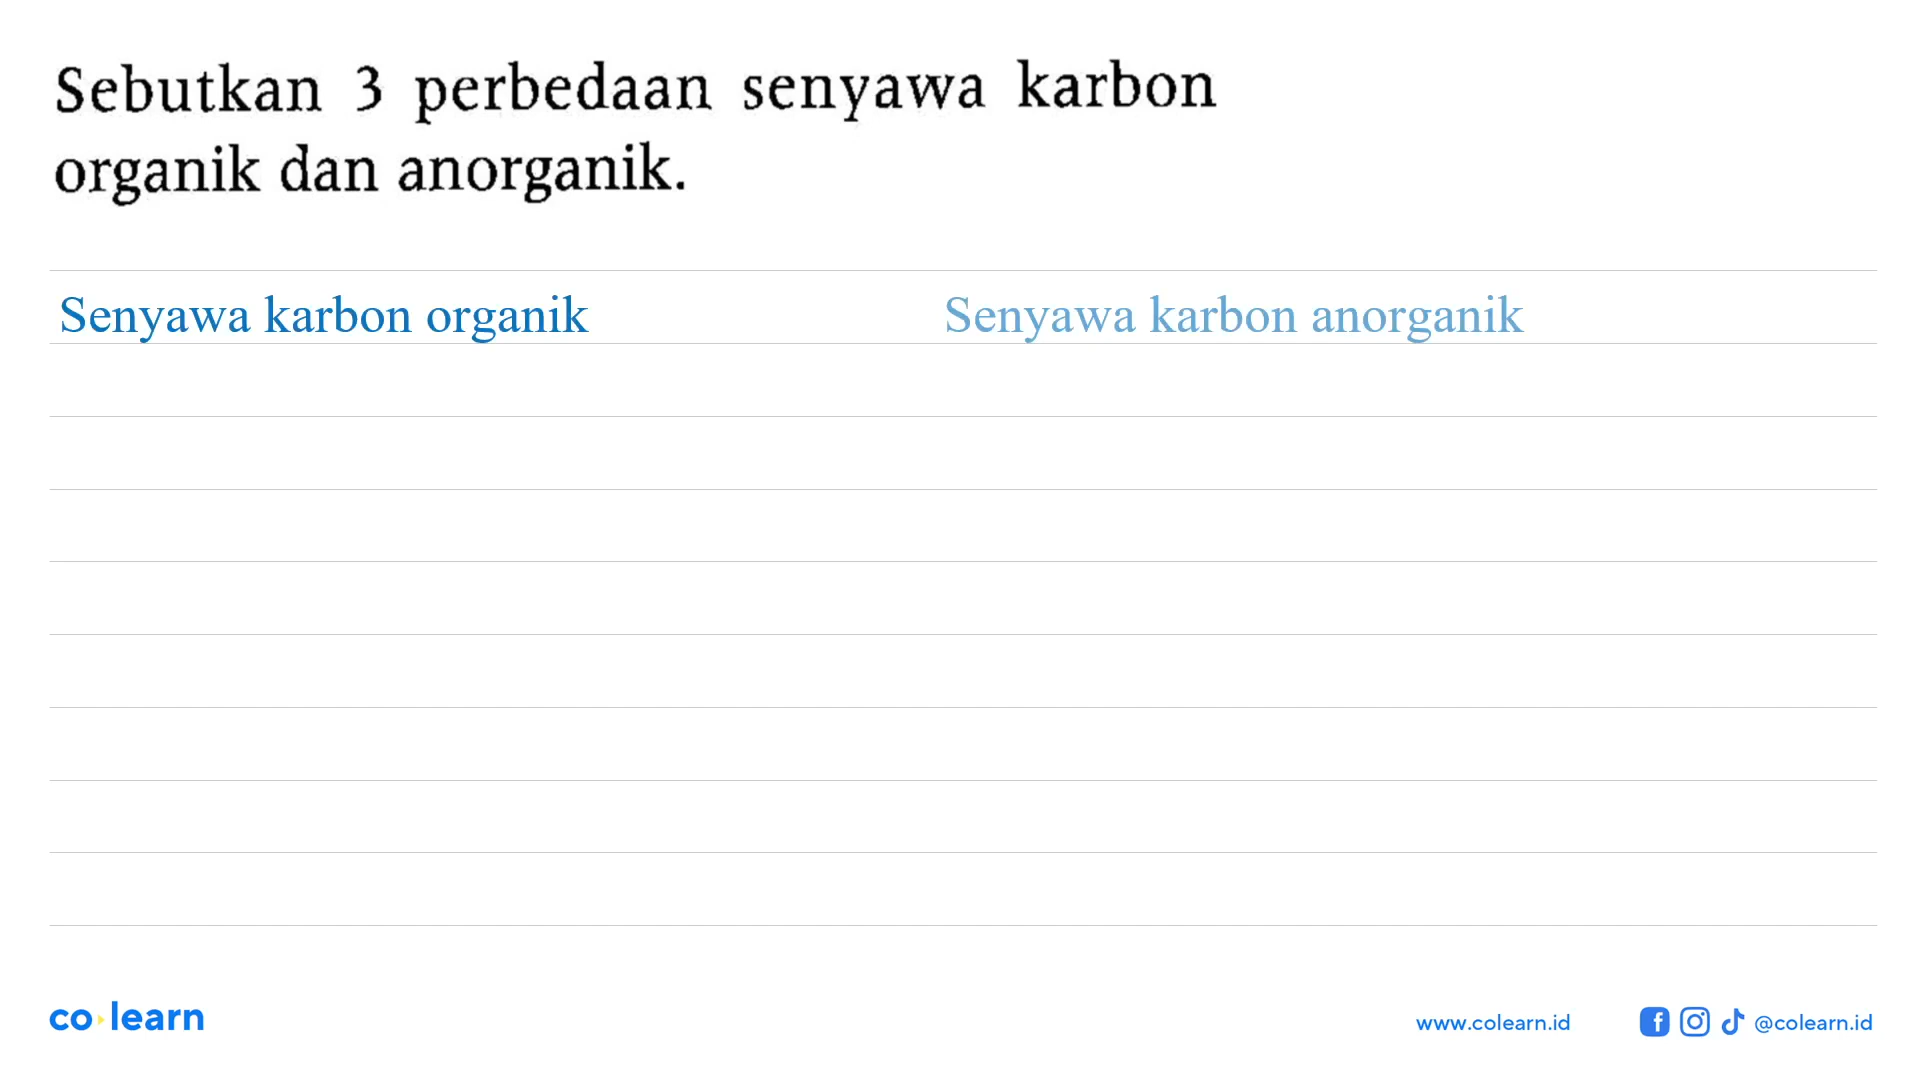 Sebutkan 3 perbedaan senyawa karbon
organik dan anorganik.
Senyawa karbon organik Senyawa karbon anorganik
co learn
www.colearn.id @colearn.id